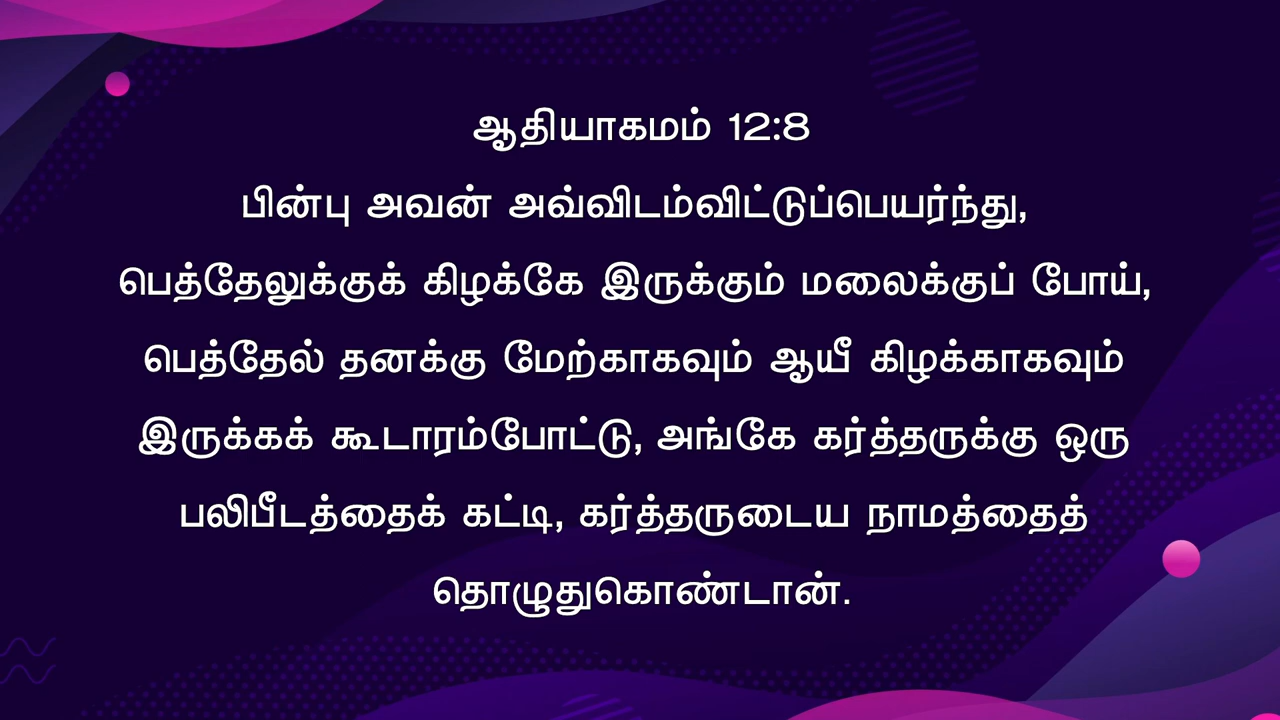 ஆதியாகமம் 12:8
பின்பு அவன் அவ்விடம்விட்டுப்பெயர்ந்து,
பெத்தேலுக்குக் கிழக்கே இருக்கும் மலைக்குப் போய்,
பெத்தேல் தனக்கு மேற்காகவும் ஆயீ கிழக்காகவும்
இருக்கக் கூடாரம்போட்டு, அங்கே கர்த்தருக்கு ஒரு
பலிபீடத்தைக் கட்டி, கர்த்தருடைய நாமத்தைத்
தொழுதுகொண்டான்.